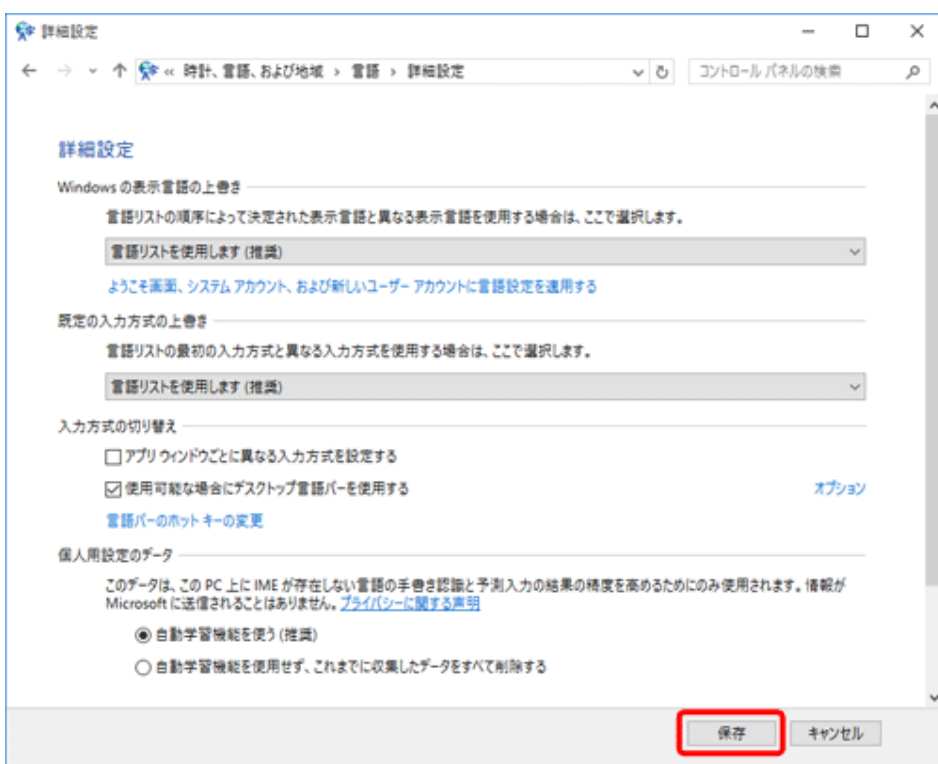 詳細設定
« 時計、言語、および地域 › 言語 › 詳細設定
コントロール パネルの検索
詳細設定
Windows の表示言語の上書き
言語リストの順序によって決定された表示言語と異なる表示言語を使用する場合は、ここで選択します。
言語リストを使用します (推奨)
ようこそ画面、システム アカウント、および新しいユーザー アカウントに言語設定を適用する
既定の入力方式の上書き
言語リストの最初の入力方式と異なる入力方式を使用する場合は、ここで選択します。
言語リストを使用します (推奨)
入力方式の切り替え
アプリ ウィンドウごとに異なる入力方式を設定する
使用可能な場合にデスクトップ言語バーを使用する
オプション
言語バーのホット キーの変更
個人用設定のデータ
このデータは、この PC 上に IME が存在しない言語の手書き認識と予測入力の結果の精度を高めるためにのみ使用されます。情報が
Microsoft に送信されることはありません。プライバシーに関する声明
自動学習機能を使う (推奨)
自動学習機能を使用せず、これまでに収集したデータをすべて削除する
保存
キャンセル